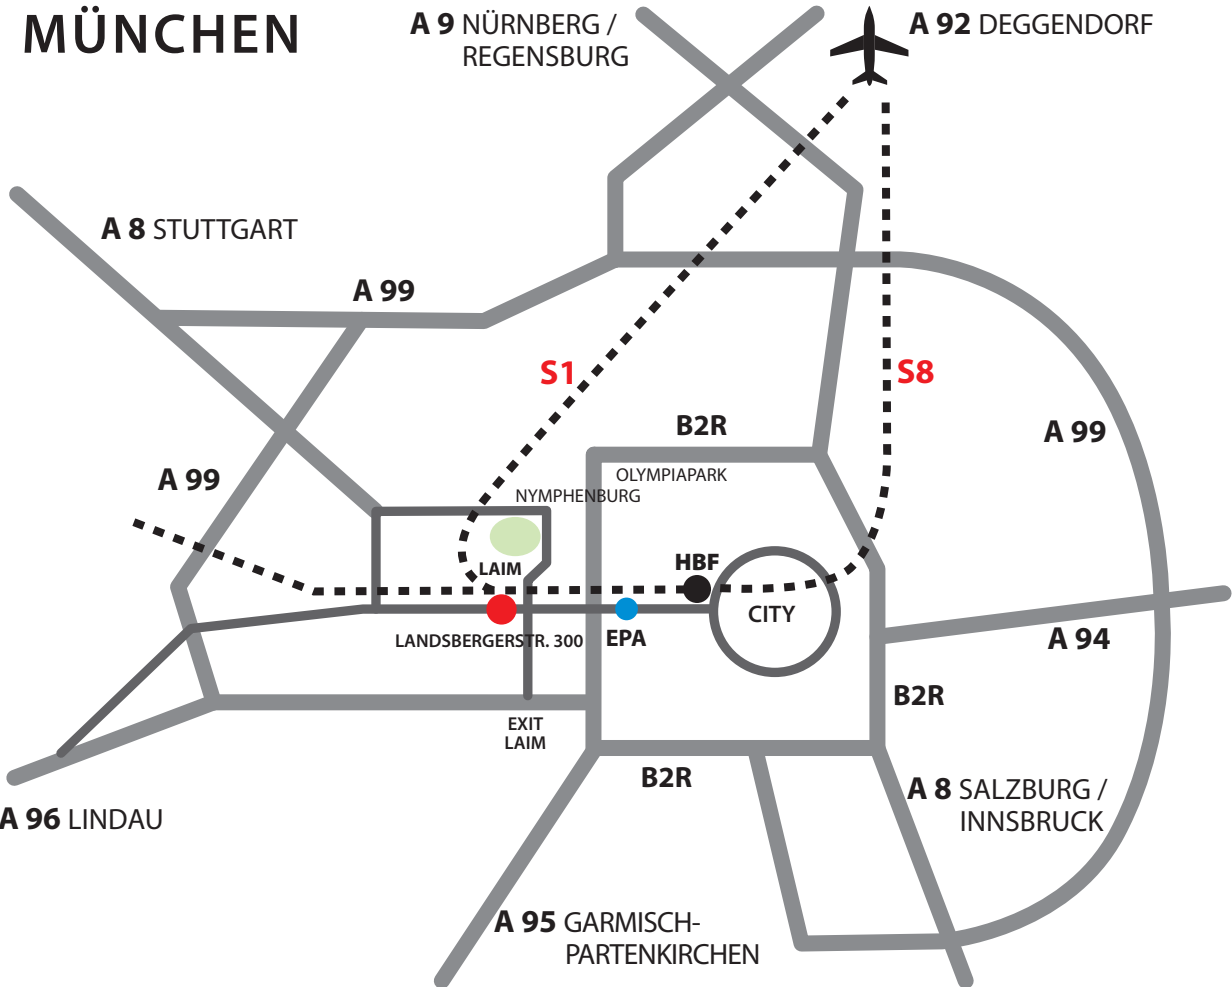 MÜNCHEN
A 9 NÜRNBERG /
REGENSBURG
A 92 DEGGENDORF
A 8 STUTTGART
A 99
S1
S8
B2R
A 99
A 99
OLYMPIAPARK
NYMPHENBURG
LAIM
HBF
CITY
LANDSBERGERSTR. 300
EPA
A 94
B2R
EXIT
LAIM
B2R
A 8 SALZBURG /
INNSBRUCK
A 96 LINDAU
A 95 GARMISCH-
PARTENKIRCHEN